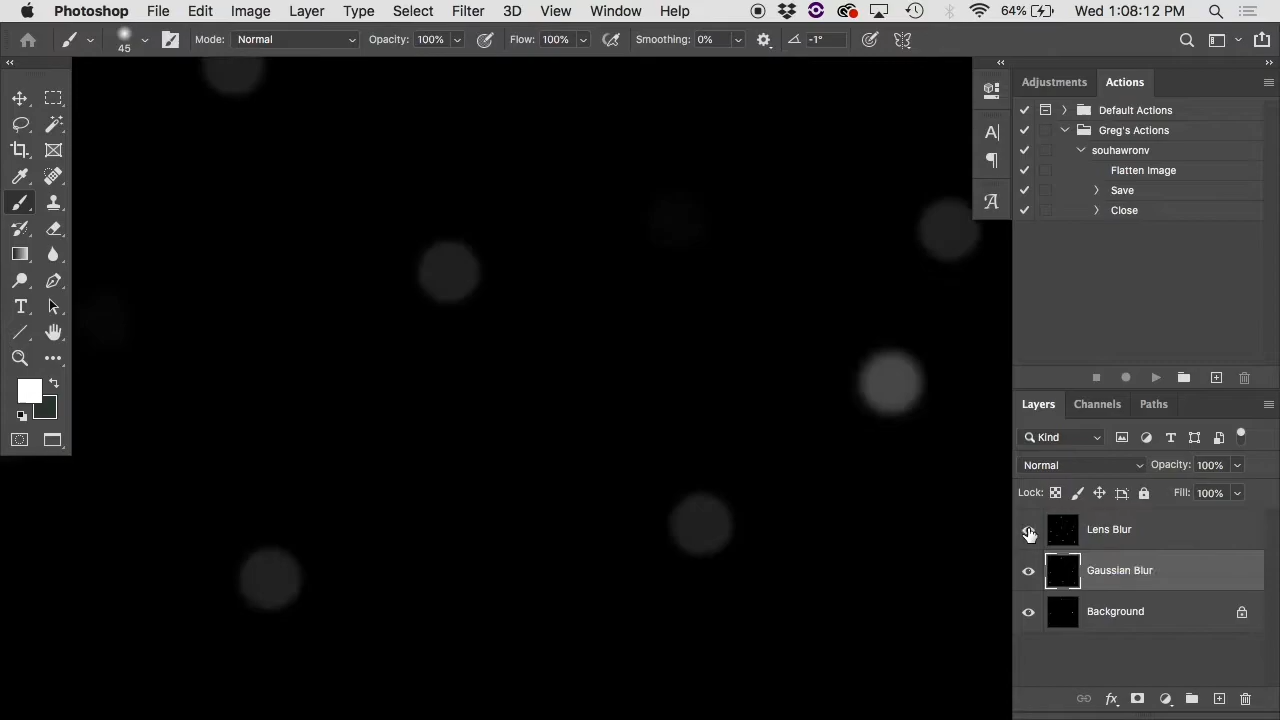 Photoshop File Edit Image Layer Type Select Filter 3D View Window Help 64% Wed 1:08:12 PM
45 Mode: Normal Opacity: 100% Flow: 100% Smoothing: 0% -1°
Adjustments Actions
Default Actions
Greg's Actions
souhawronv
Flatten Image
Save
Close
Layers Channels Paths
Kind
Normal Opacity: 100%
Lock: Fill: 100%
Lens Blur
Gaussian Blur
Background